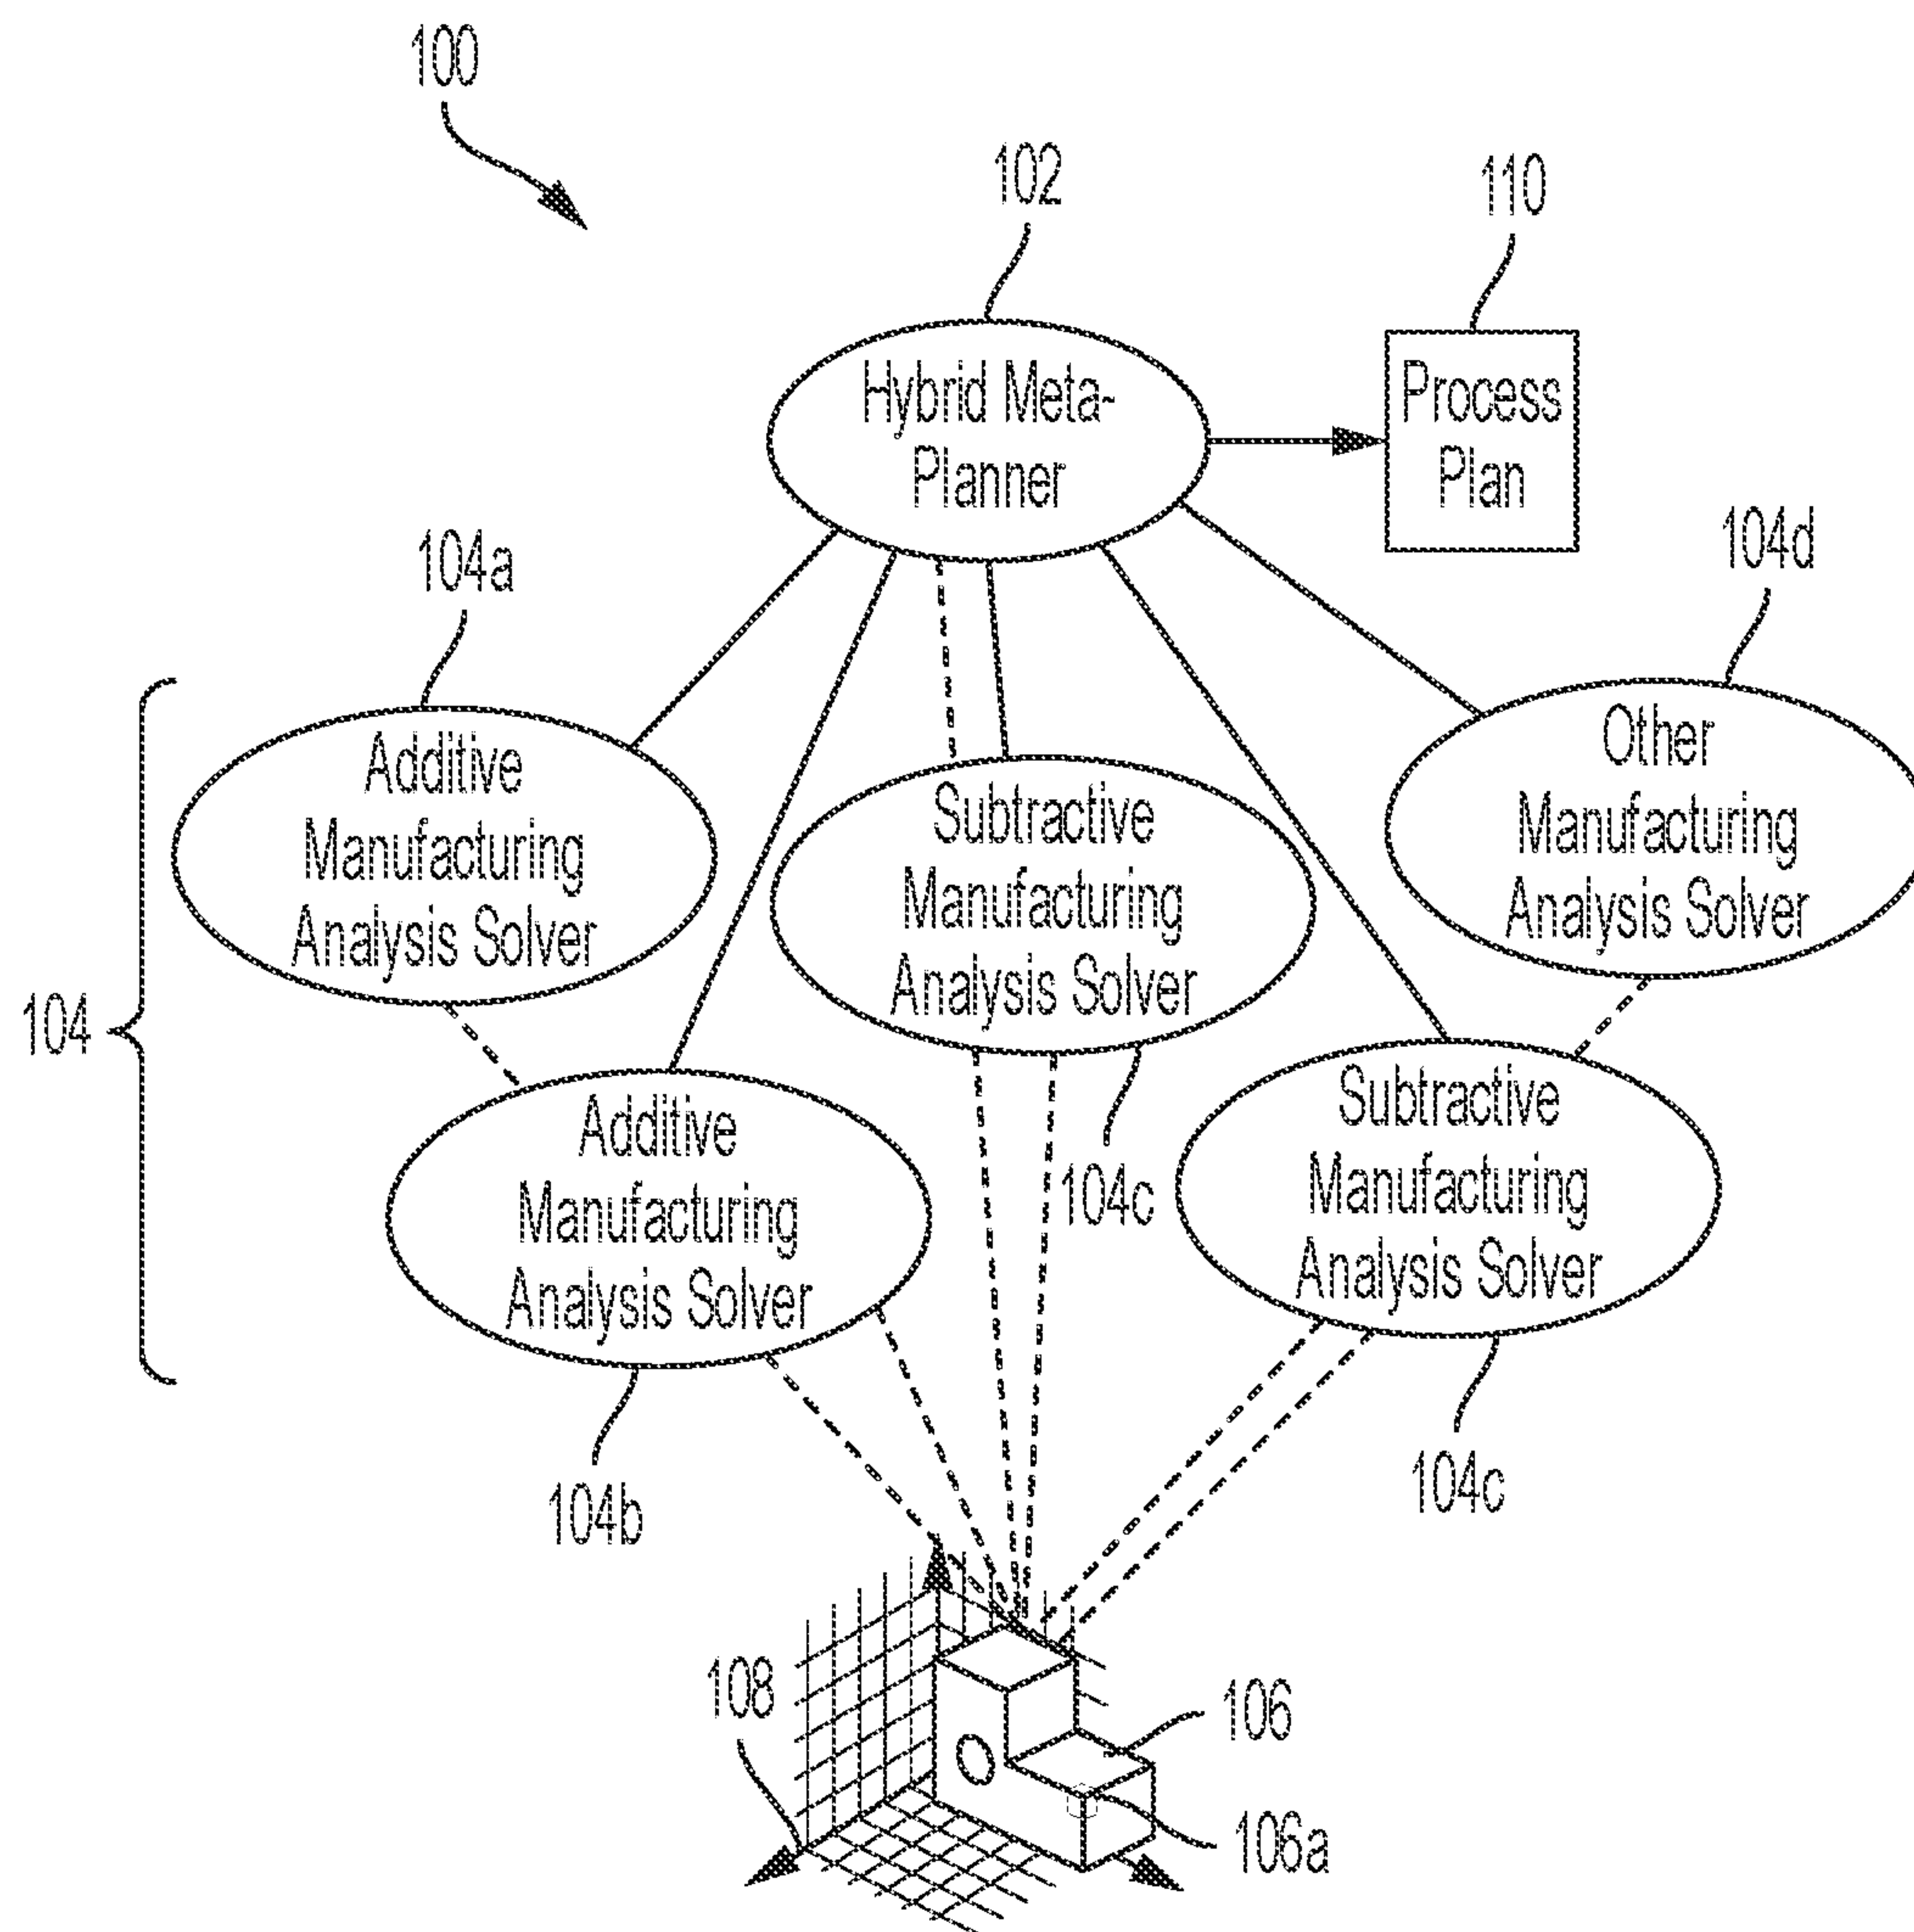 100
102
110
Hybrid Meta-
Planner
Process
Plan
104a
104d
Additive
Manufacturing
Analysis Solver
Subtractive
Manufacturing
Analysis Solver
Other
Manufacturing
Analysis Solver
104
Additive
Manufacturing
Analysis Solver
104c
Subtractive
Manufacturing
Analysis Solver
104b
104c
108
106
106a